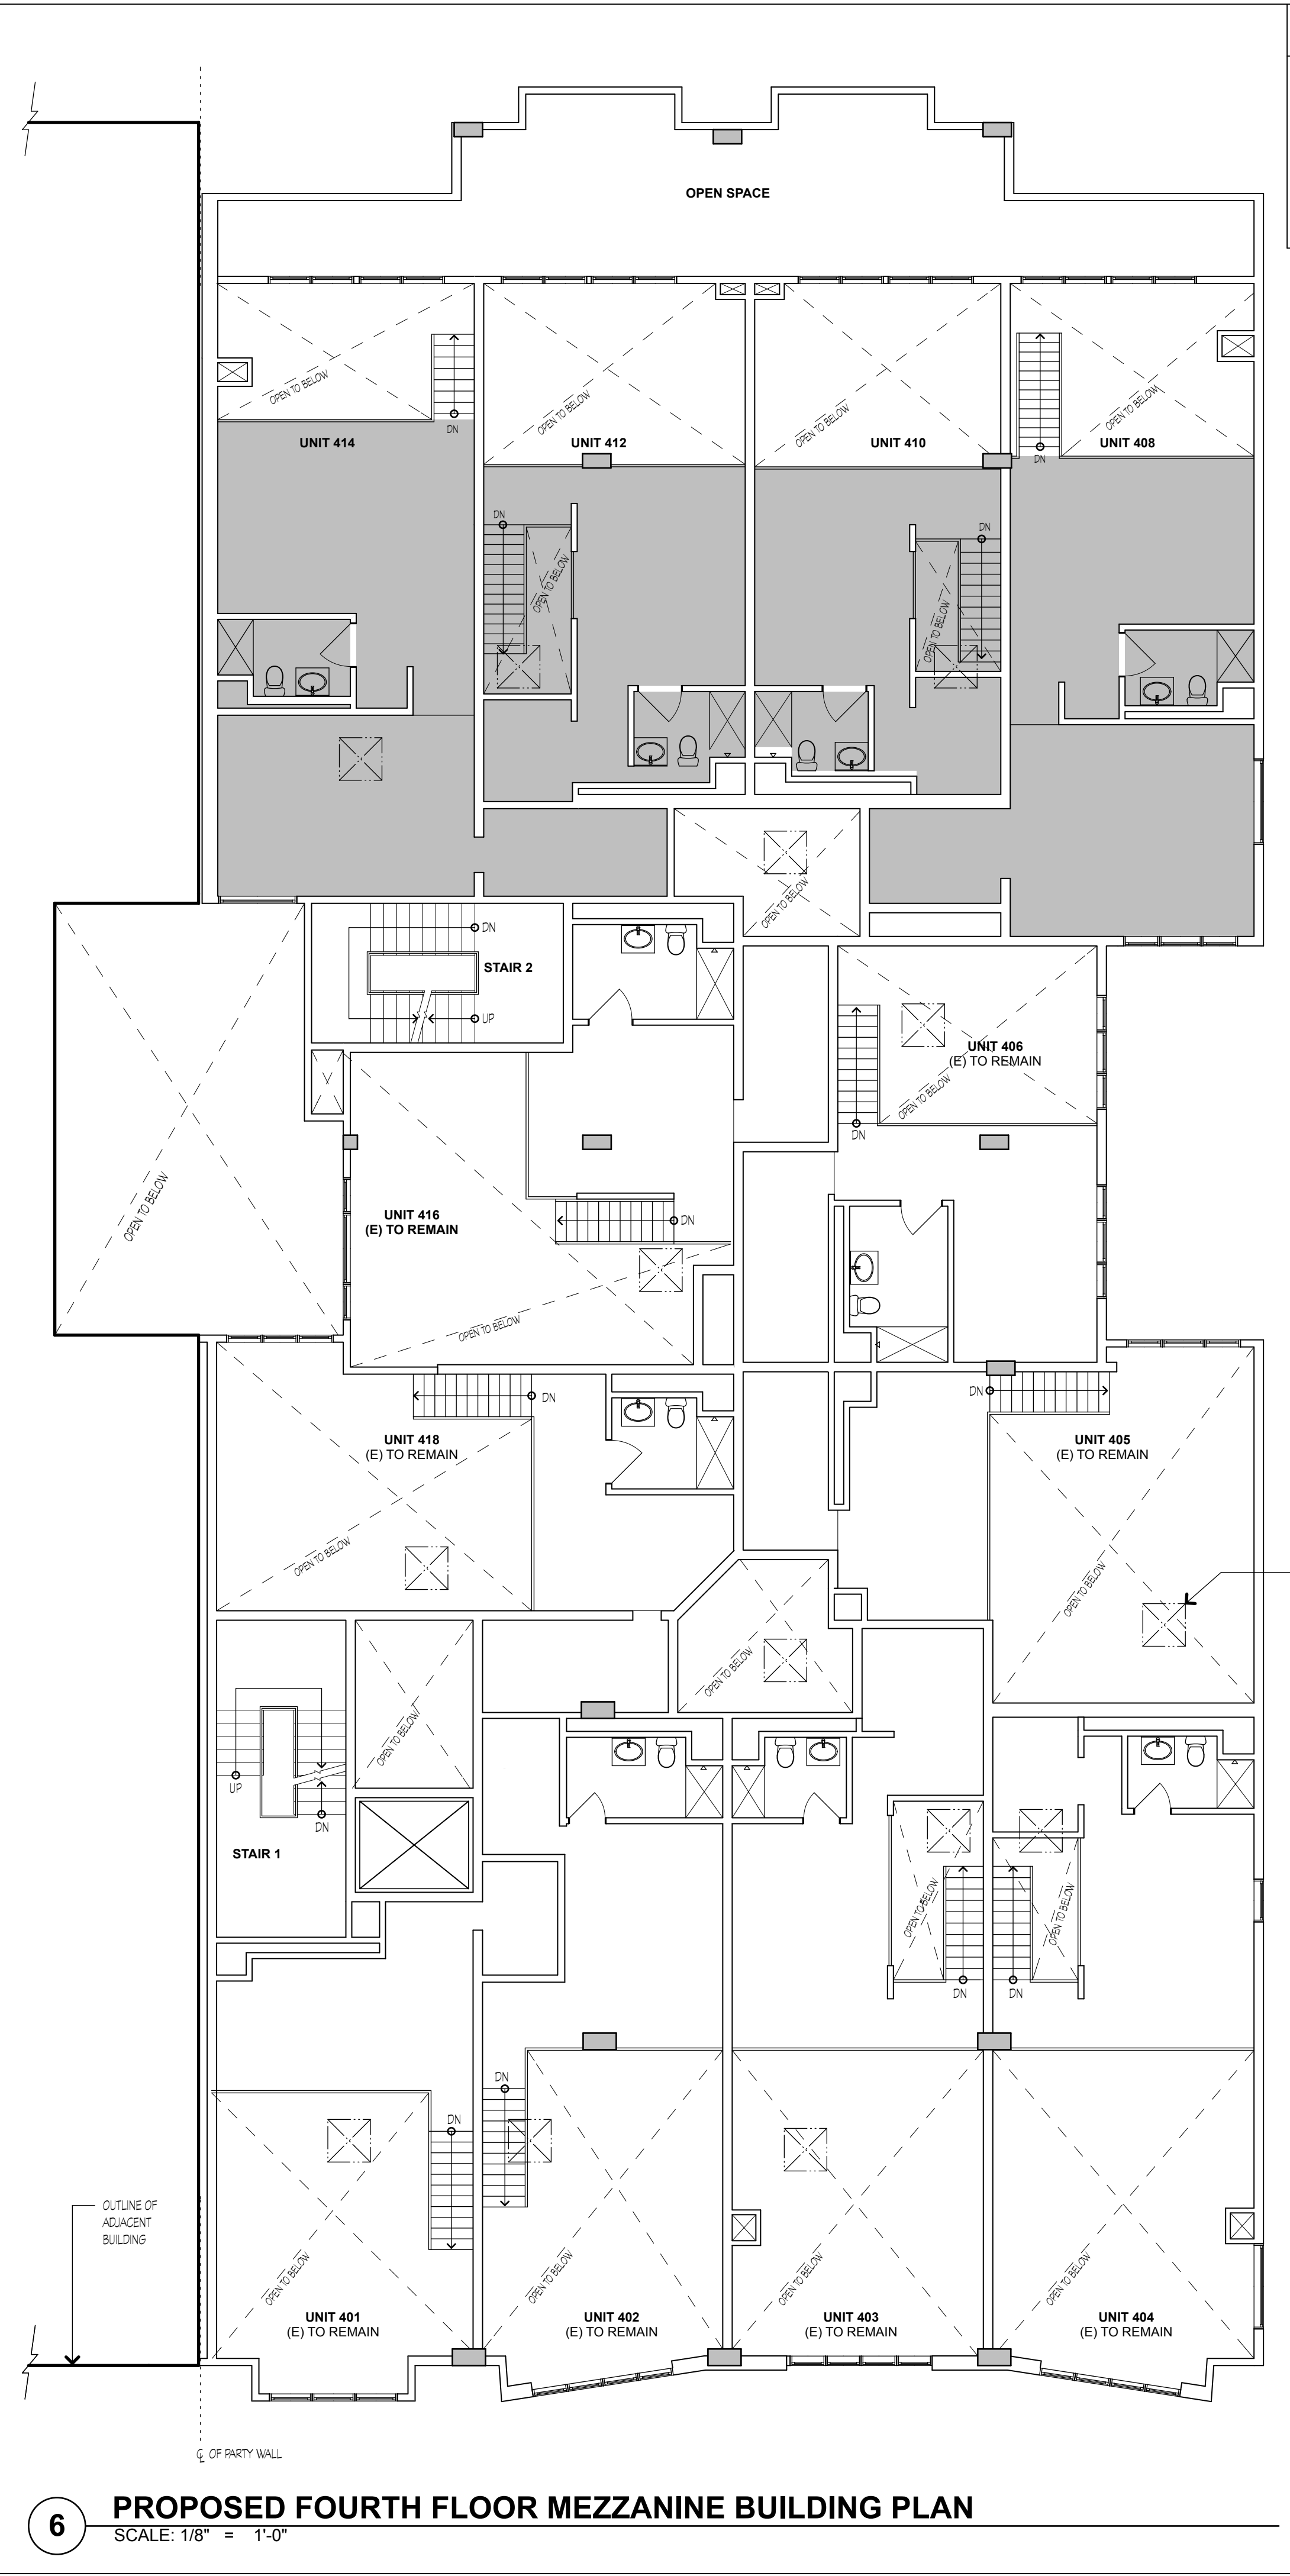 OPEN SPACE
OPEN TO BELOW
OPEN TO BELOW
OPEN TO BELOW
OPEN TO BELOW
DN
UNIT 414
UNIT 412
UNIT 410
UNIT 408
DN
DN
DN
OPEN TO BELOW
OPEN TO BELOW
OPEN TO BELOW
DN
STAIR 2
UP
UNIT 406
(E) TO REMAIN
OPEN TO BELOW
DN
OPEN TO BELOW
UNIT 416
(E) TO REMAIN
DN
OPEN TO BELOW
DN
DN
UNIT 418
(E) TO REMAIN
UNIT 405
(E) TO REMAIN
OPEN TO BELOW
OPEN TO BELOW
OPEN TO BELOW
OPEN TO BELOW
UP
DN
STAIR 1
OPEN TO BELOW
OPEN TO BELOW
DN
DN
DN
DN
OUTLINE OF
ADJACENT
BUILDING
OPEN TO BELOW
OPEN TO BELOW
OPEN TO BELOW
OPEN TO BELOW
UNIT 401
(E) TO REMAIN
UNIT 402
(E) TO REMAIN
UNIT 403
(E) TO REMAIN
UNIT 404
(E) TO REMAIN
℄ OF PARTY WALL
6
PROPOSED FOURTH FLOOR MEZZANINE BUILDING PLAN
SCALE: 1/8" = 1'-0"